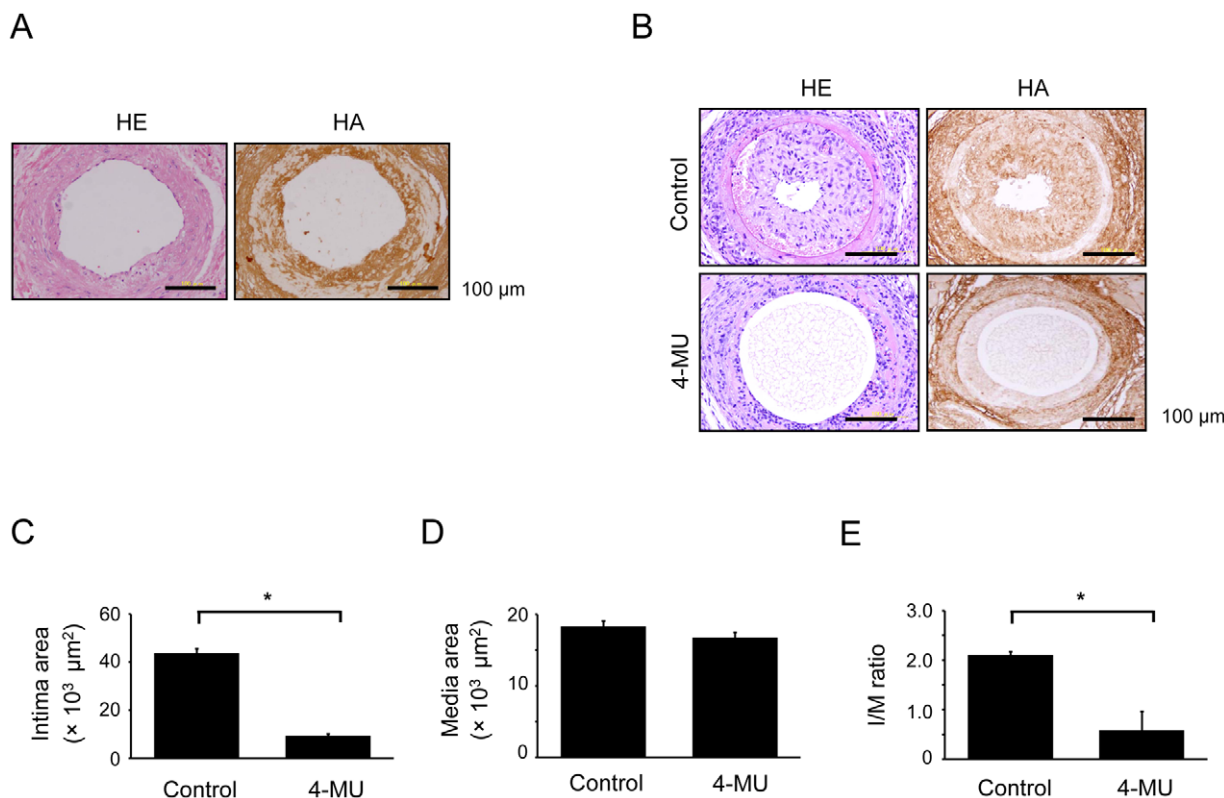 A
B
HE
HA
HE
HA
100 µm
Control
4-MU
100 µm
C
D
E
*
*
Intima area
(× 10³ µm²)
60
40
20
0
Control
4-MU
Media area
(× 10³ µm²)
20
10
0
Control
4-MU
I/M ratio
3.0
2.0
1.0
0
Control
4-MU